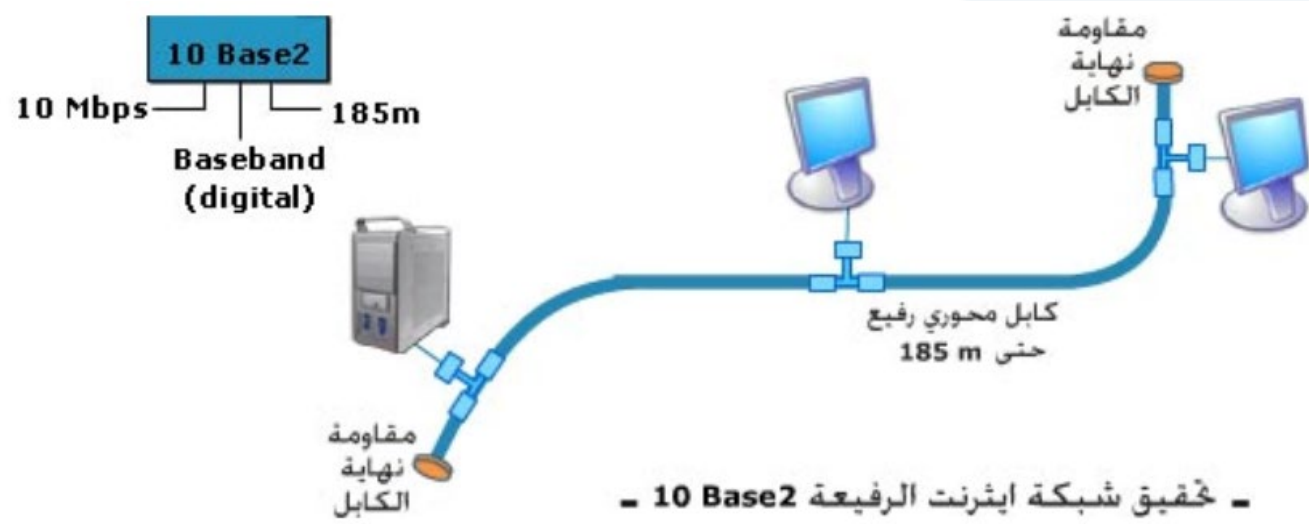 10 Base2
10 Mbps
185m
Baseband
(digital)
مقاومة
نهاية
الكابل
كابل محوري رفيع
حتى 185 m
مقاومة
نهاية
الكابل
- تحقيق شبكة ايثرنت الرفيعة 10 Base2 -